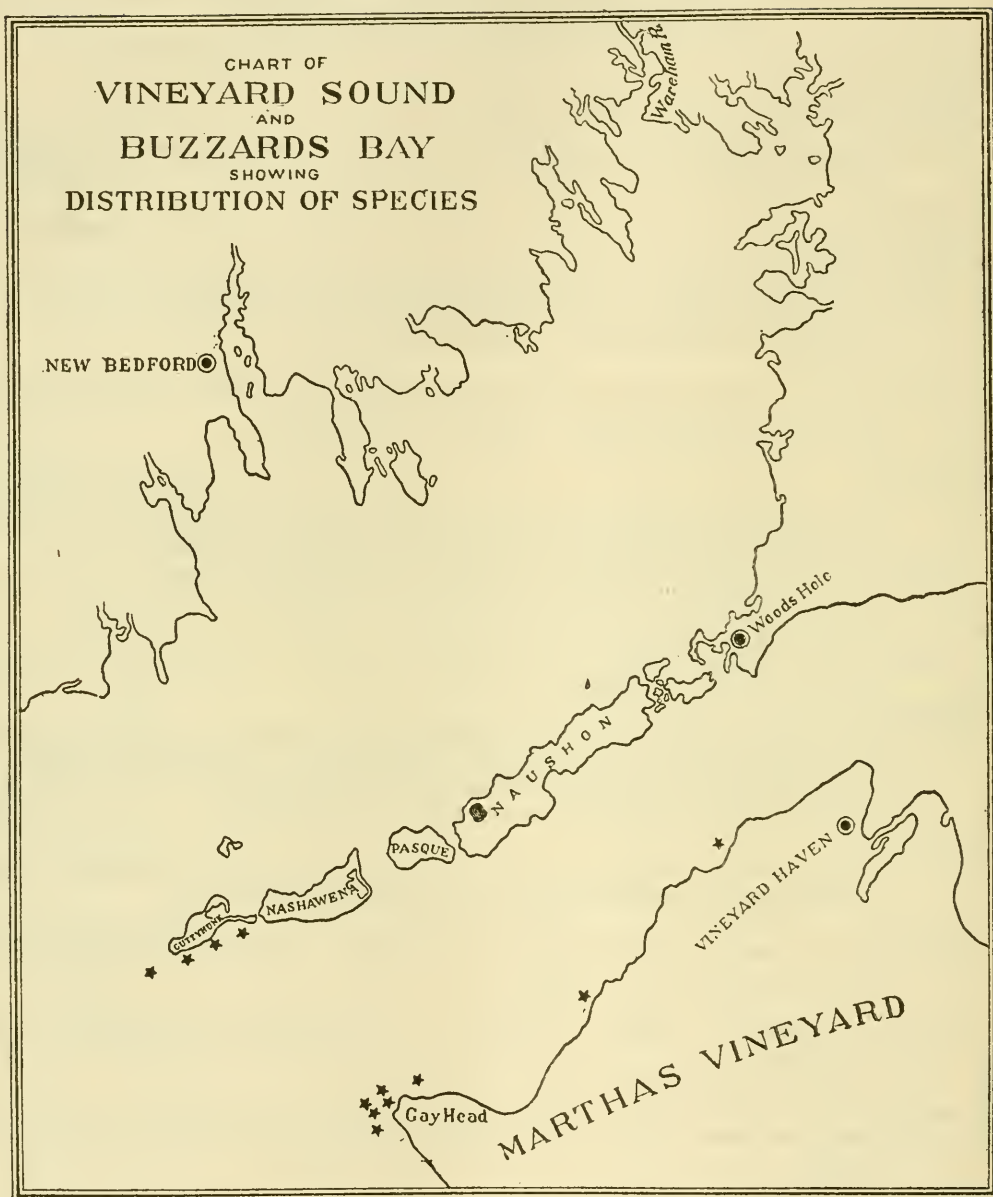 CHART OF
VINEYARD SOUND
AND
BUZZARDS BAY
SHOWING
DISTRIBUTION OF SPECIES
Wareham R.
NEW BEDFORD
Woods Hole
NAUSHON
PASQUE
NASHAWENA
CUTTYHUNK
VINEYARD HAVEN
MARTHAS VINEYARD
Gay Head